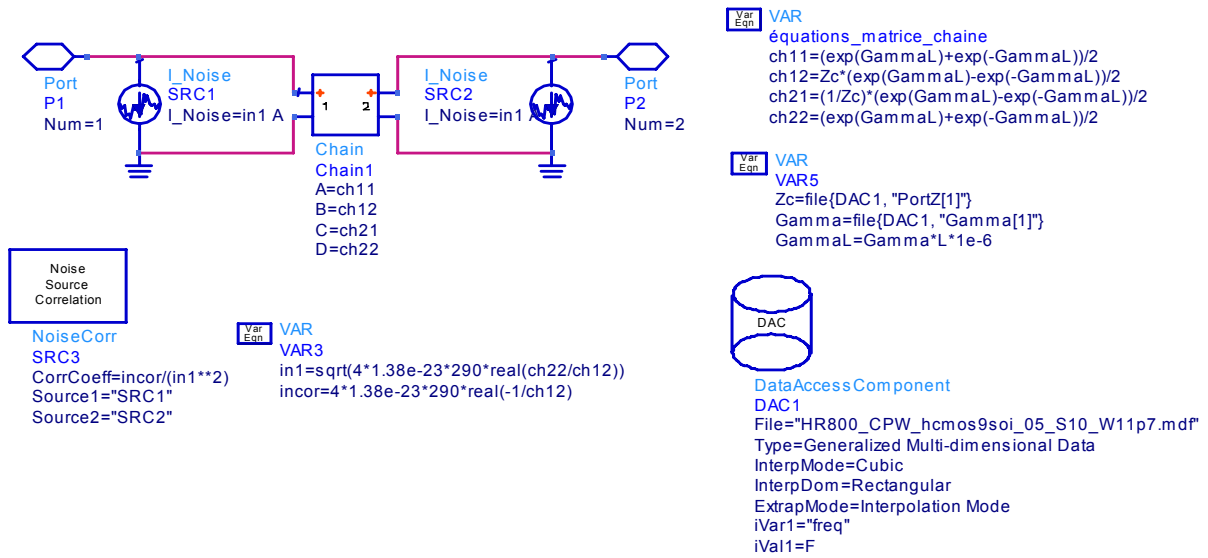 Port
P1
Num=1
I_Noise
SRC1
I_Noise=in1 A
1
2
Chain
Chain1
A=ch11
B=ch12
C=ch21
D=ch22
I_Noise
SRC2
I_Noise=in1 A
Port
P2
Num=2
Var
Eqn
VAR
équations_matrice_chaine
ch11=(exp(GammaL)+exp(-GammaL))/2
ch12=Zc*(exp(GammaL)-exp(-GammaL))/2
ch21=(1/Zc)*(exp(GammaL)-exp(-GammaL))/2
ch22=(exp(GammaL)+exp(-GammaL))/2
Var
Eqn
VAR
VAR5
Zc=file{DAC1, "PortZ[1]"}
Gamma=file{DAC1, "Gamma[1]"}
GammaL=Gamma*L*1e-6
Noise
Source
Correlation
NoiseCorr
SRC3
CorrCoeff=incor/(in1**2)
Source1="SRC1"
Source2="SRC2"
Var
Eqn
VAR
VAR3
in1=sqrt(4*1.38e-23*290*real(ch22/ch12))
incor=4*1.38e-23*290*real(-1/ch12)
DAC
DataAccessComponent
DAC1
File="HR800_CPW_hcmos9soi_05_S10_W11p7.mdf"
Type=Generalized Multi-dimensional Data
InterpMode=Cubic
InterpDom=Rectangular
ExtrapMode=Interpolation Mode
iVar1="freq"
iVal1=F